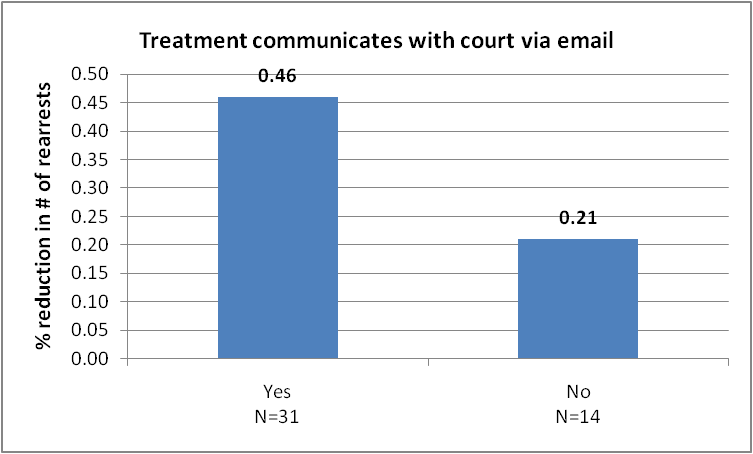 Treatment communicates with court via email
% reduction in # of rearrests
0.50
0.45
0.40
0.35
0.30
0.25
0.20
0.15
0.10
0.05
0.00
0.46
0.21
Yes
N=31
No
N=14